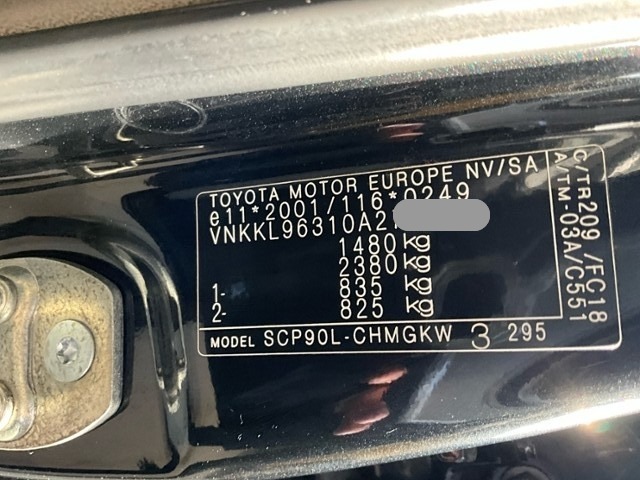 TOYOTA MOTOR EUROPE NV/SA
e11*2001/116*0249
VNKKL96310A2
1480 kg
2380 kg
1- 835 kg
2- 825 kg
MODEL SCP90L-CHMGKW 3 295
C/TR209 /FC18
A/TM-03A/C551